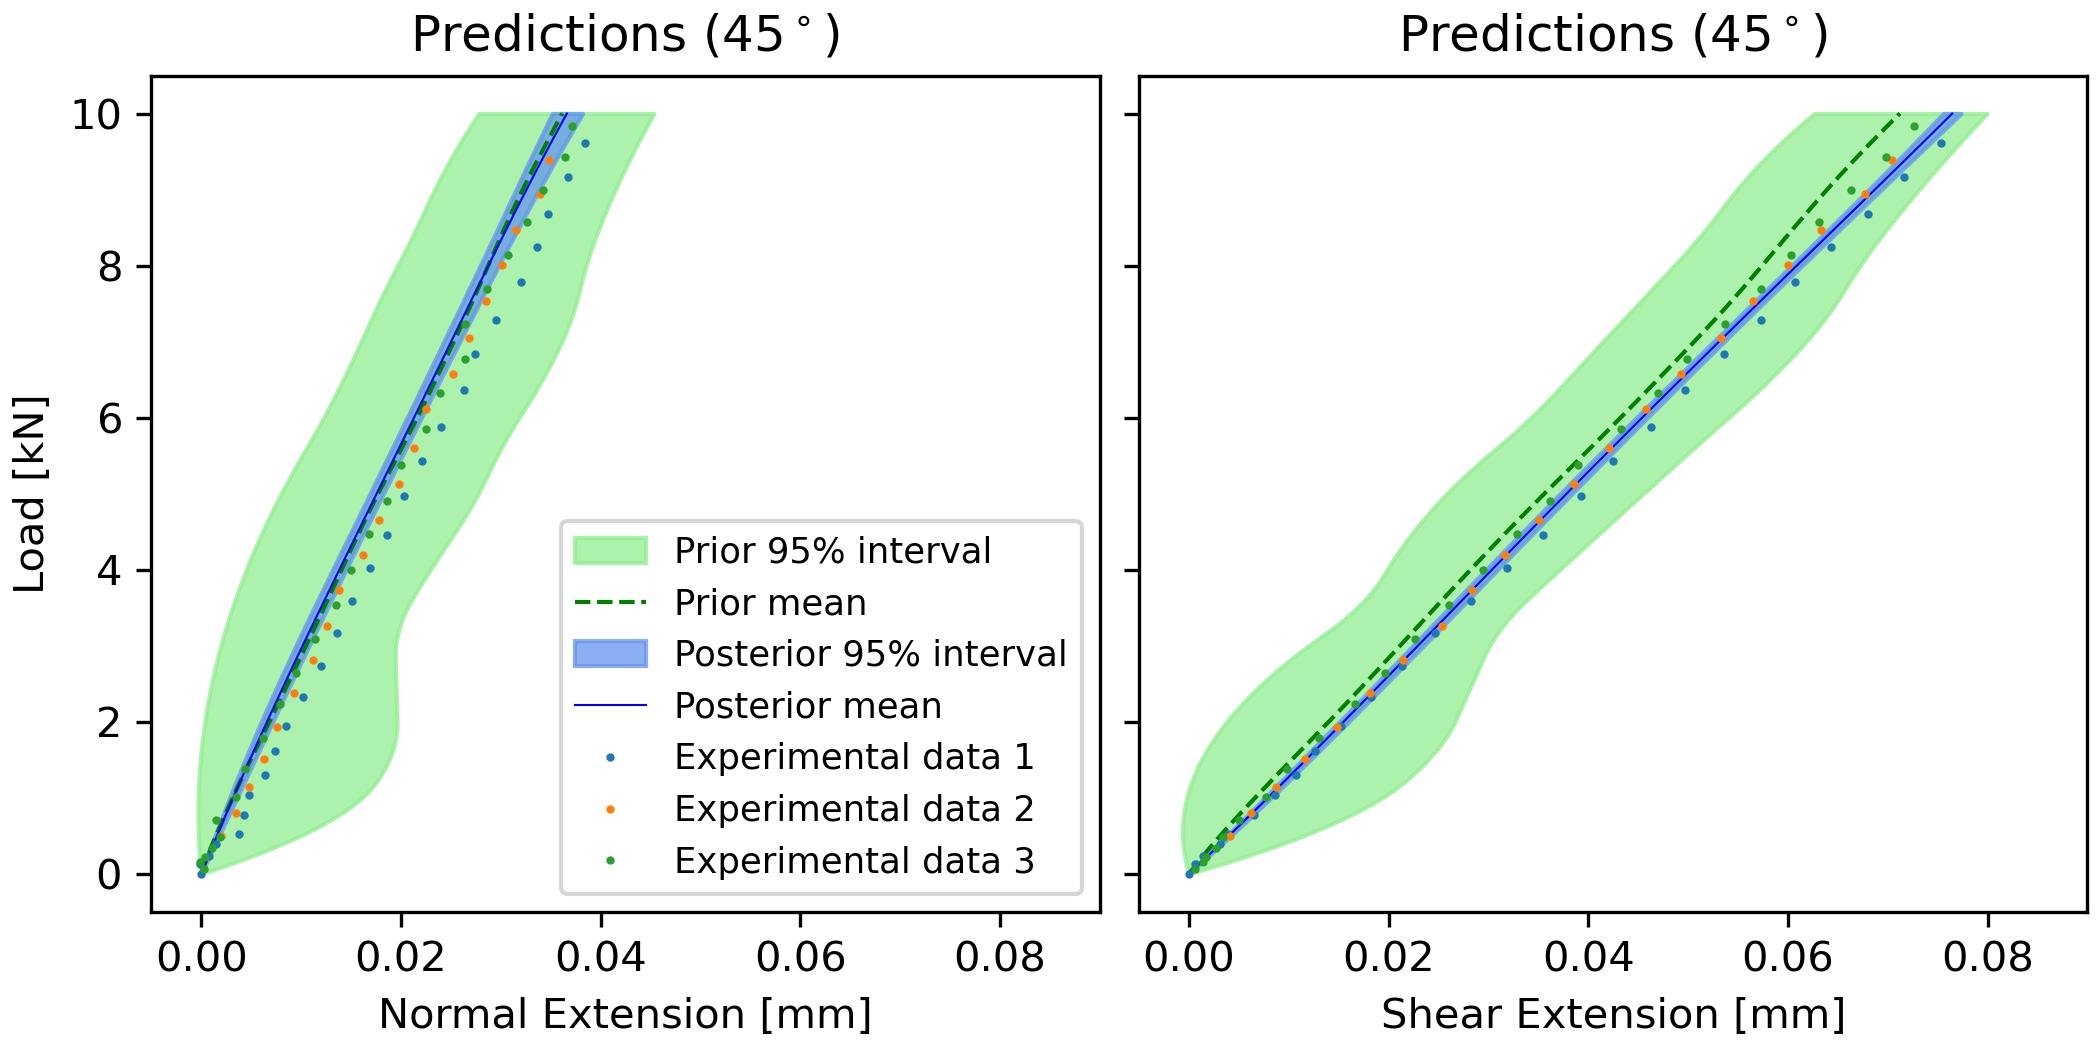 Predictions (45°)
Predictions (45°)
Load [kN]
10
8
6
4
2
0
Prior 95% interval
Prior mean
Posterior 95% interval
Posterior mean
Experimental data 1
Experimental data 2
Experimental data 3
0.00 0.02 0.04 0.06 0.08
0.00 0.02 0.04 0.06 0.08
Normal Extension [mm]
Shear Extension [mm]